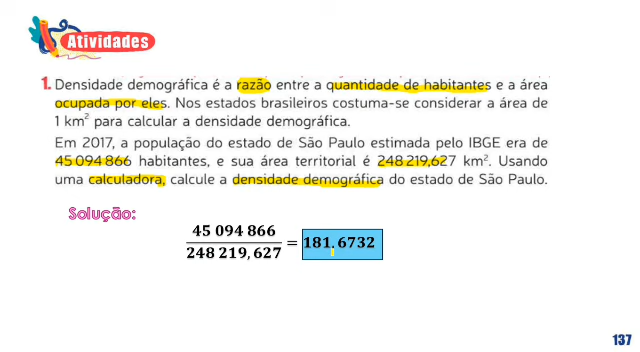 Atividades
1. Densidade demográfica é a razão entre a quantidade de habitantes e a área
ocupada por eles. Nos estados brasileiros costuma-se considerar a área de
1 km² para calcular a densidade demográfica.
Em 2017, a população do estado de São Paulo estimada pelo IBGE era de
45 094 866 habitantes, e sua área territorial é 248 219,627 km². Usando
uma calculadora, calcule a densidade demográfica do estado de São Paulo.
Solução:
45 094 866
248 219,627
= 181.6732
137